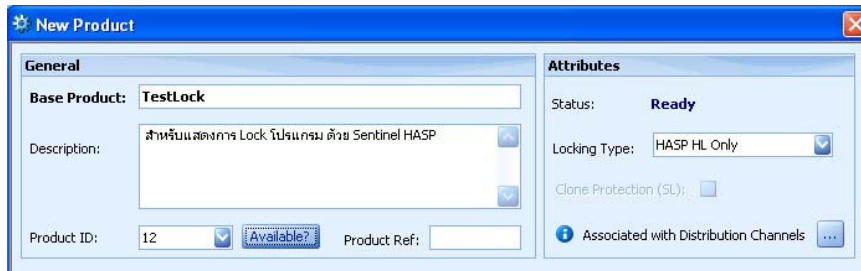 New Product
General
Base Product: TestLock
Description: สำหรับแสดงการ Lock โปรแกรม ด้วย Sentinel HASP
Product ID: 12 Available? Product Ref:
Attributes
Status: Ready
Locking Type: HASP HL Only
Clone Protection (SL):
Associated with Distribution Channels ...